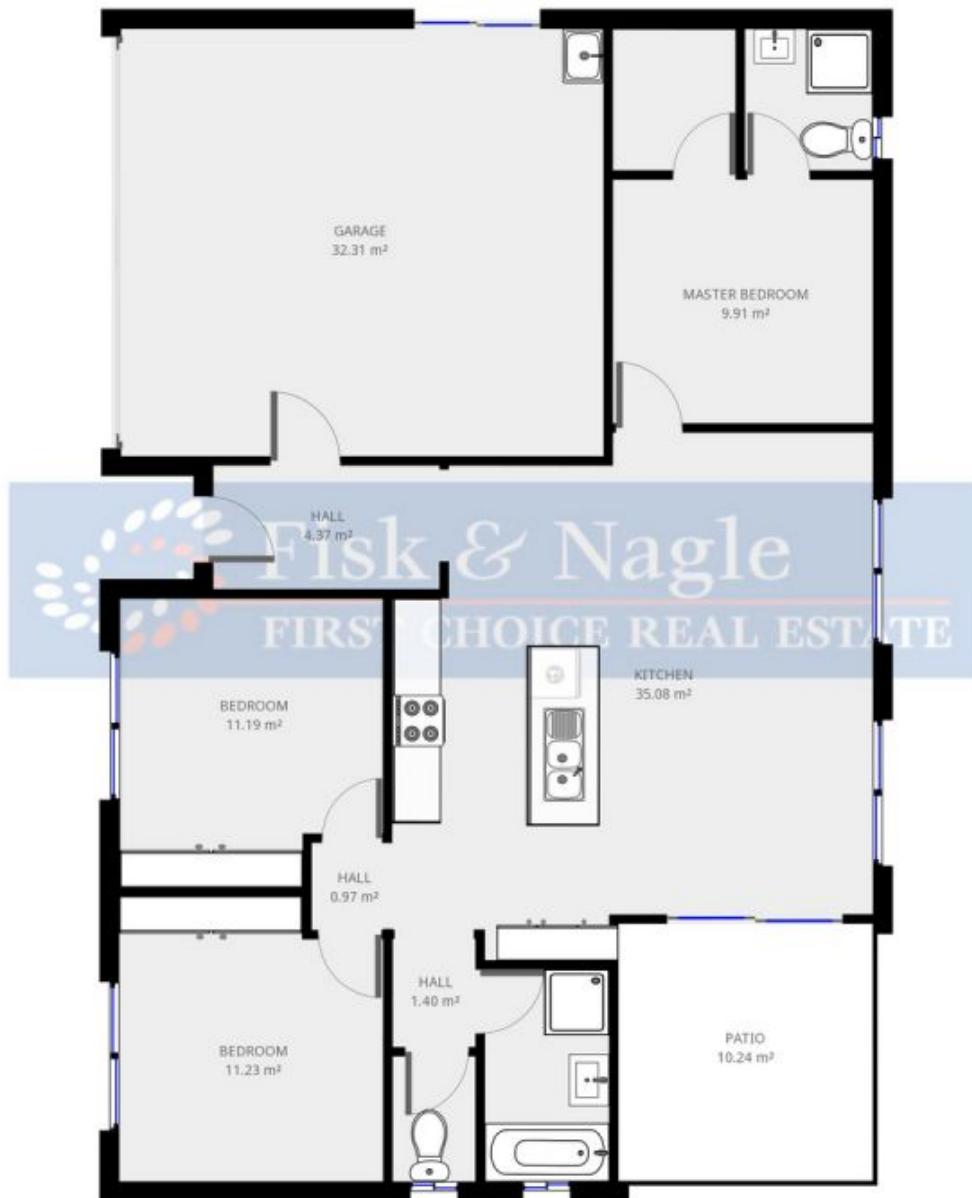 GARAGE
32.31 m²
MASTER BEDROOM
9.91 m²
HALL
4.37 m²
Fisk & Nagle
FIRST CHOICE REAL ESTATE
KITCHEN
35.08 m²
BEDROOM
11.19 m²
HALL
0.97 m²
HALL
1.40 m²
BEDROOM
11.23 m²
PATIO
10.24 m²